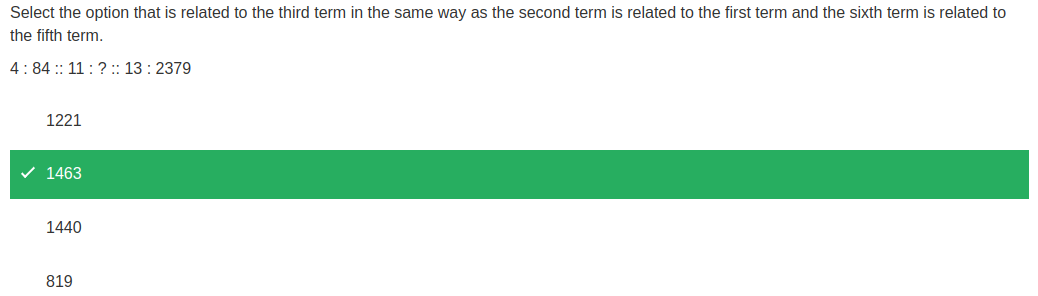 Select the option that is related to the third term in the same way as the second term is related to the first term and the sixth term is related to
the fifth term.
4 : 84 :: 11 : ? :: 13 : 2379
1221
1463
1440
819